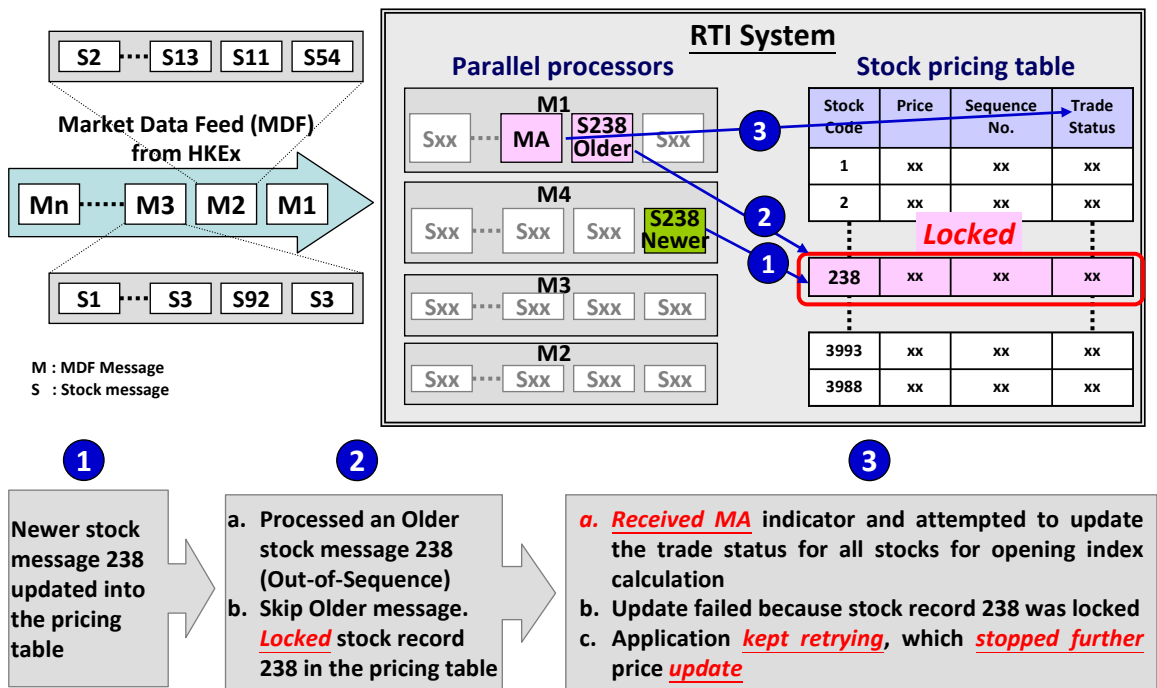 S2 S13 S11 S54
Market Data Feed (MDF)
from HKEx
Mn M3 M2 M1
S1 S3 S92 S3
M : MDF Message
S : Stock message
RTI System
Parallel processors
M1
Sxx MA S238 Older Sxx
M4
Sxx Sxx Sxx S238 Newer
M3
Sxx Sxx Sxx Sxx
M2
Sxx Sxx Sxx Sxx
3
2
1
Stock pricing table
Stock Code Price Sequence No. Trade Status
1 xx xx xx
2 xx xx xx
Locked
238 xx xx xx
3993 xx xx xx
3988 xx xx xx
1
Newer stock
message 238
updated into
the pricing
table
2
a. Processed an Older
stock message 238
(Out-of-Sequence)
b. Skip Older message.
Locked stock record
238 in the pricing table
3
a. Received MA indicator and attempted to update
the trade status for all stocks for opening index
calculation
b. Update failed because stock record 238 was locked
c. Application kept retrying, which stopped further
price update